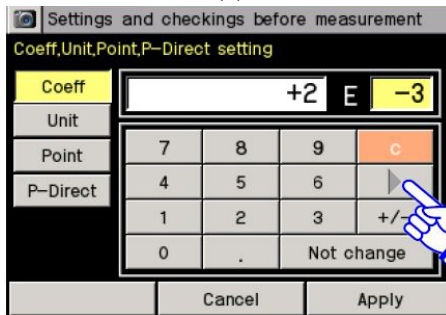 Settings and checkings before measurement
Coeff,Unit,Point,P-Direct setting
Coeff
+2 E -3
Unit
Point
P-Direct
7 8 9 C
4 5 6
1 2 3 +/-
0 . Not change
Cancel Apply